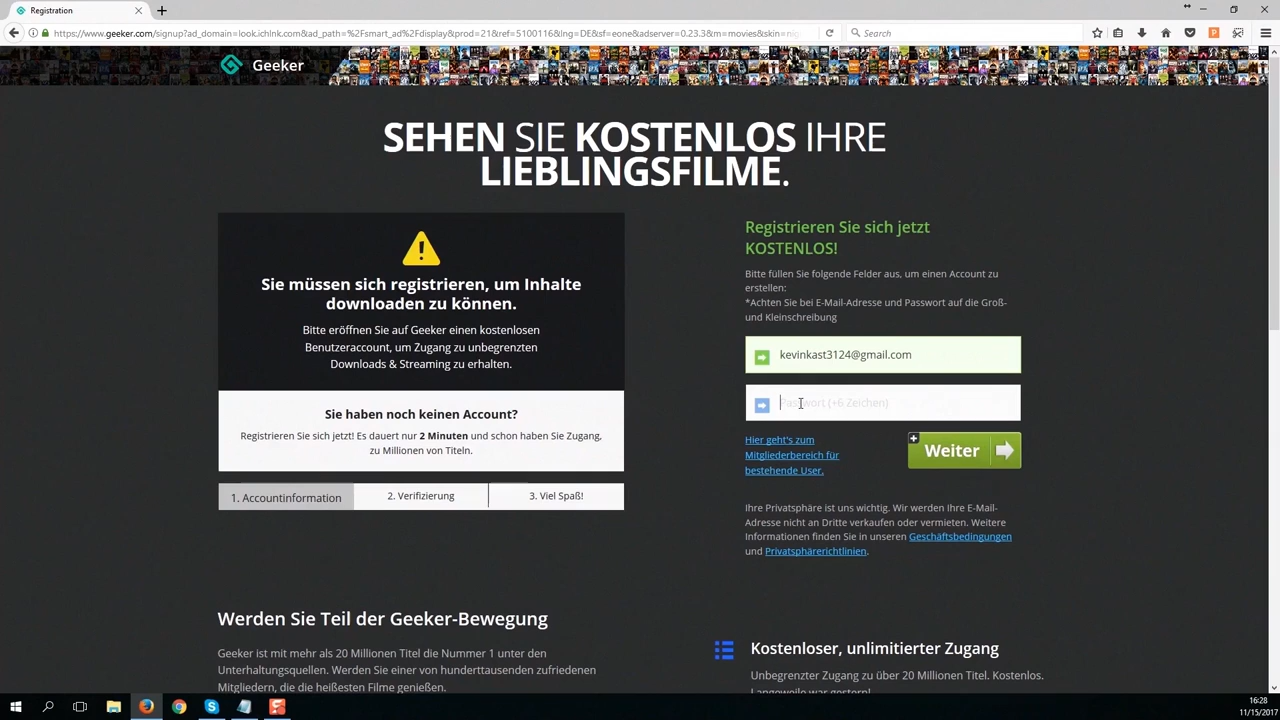 Registration
https://www.geeker.com/signup?ad_domain=look.ichlnk.com&ad_path=%2Fsmart_ad%2Fdisplay&prod=21&ref=5100116&lng=DE&sf=eone&adserver=0.23.3&m=movies&skin=nig
Search
Geeker
SEHEN SIE KOSTENLOS IHRE
LIEBLINGSFILME.
Sie müssen sich registrieren, um Inhalte
downloaden zu können.
Bitte eröffnen Sie auf Geeker einen kostenlosen
Benutzeraccount, um Zugang zu unbegrenzten
Downloads & Streaming zu erhalten.
Sie haben noch keinen Account?
Registrieren Sie sich jetzt! Es dauert nur 2 Minuten und schon haben Sie Zugang,
zu Millionen von Titeln.
1. Accountinformation
2. Verifizierung
3. Viel Spaß!
Registrieren Sie sich jetzt
KOSTENLOS!
Bitte füllen Sie folgende Felder aus, um einen Account zu
erstellen:
*Achten Sie bei E-Mail-Adresse und Passwort auf die Groß-
und Kleinschreibung
kevinkast3124@gmail.com
Passwort (+6 Zeichen)
Hier geht's zum
Mitgliederbereich für
bestehende User.
Weiter
Ihre Privatsphäre ist uns wichtig. Wir werden Ihre E-Mail-
Adresse nicht an Dritte verkaufen oder vermieten. Weitere
Informationen finden Sie in unseren Geschäftsbedingungen
und Privatsphärerichtlinien.
Werden Sie Teil der Geeker-Bewegung
Geeker ist mit mehr als 20 Millionen Titel die Nummer 1 unter den
Unterhaltungsquellen. Werden Sie einer von hunderttausenden zufriedenen
Mitgliedern, die die heißesten Filme genießen.
Kostenloser, unlimitierter Zugang
Unbegrenzter Zugang zu über 20 Millionen Titel. Kostenlos.
Langeweile war gestern!
16:28
11/15/2017